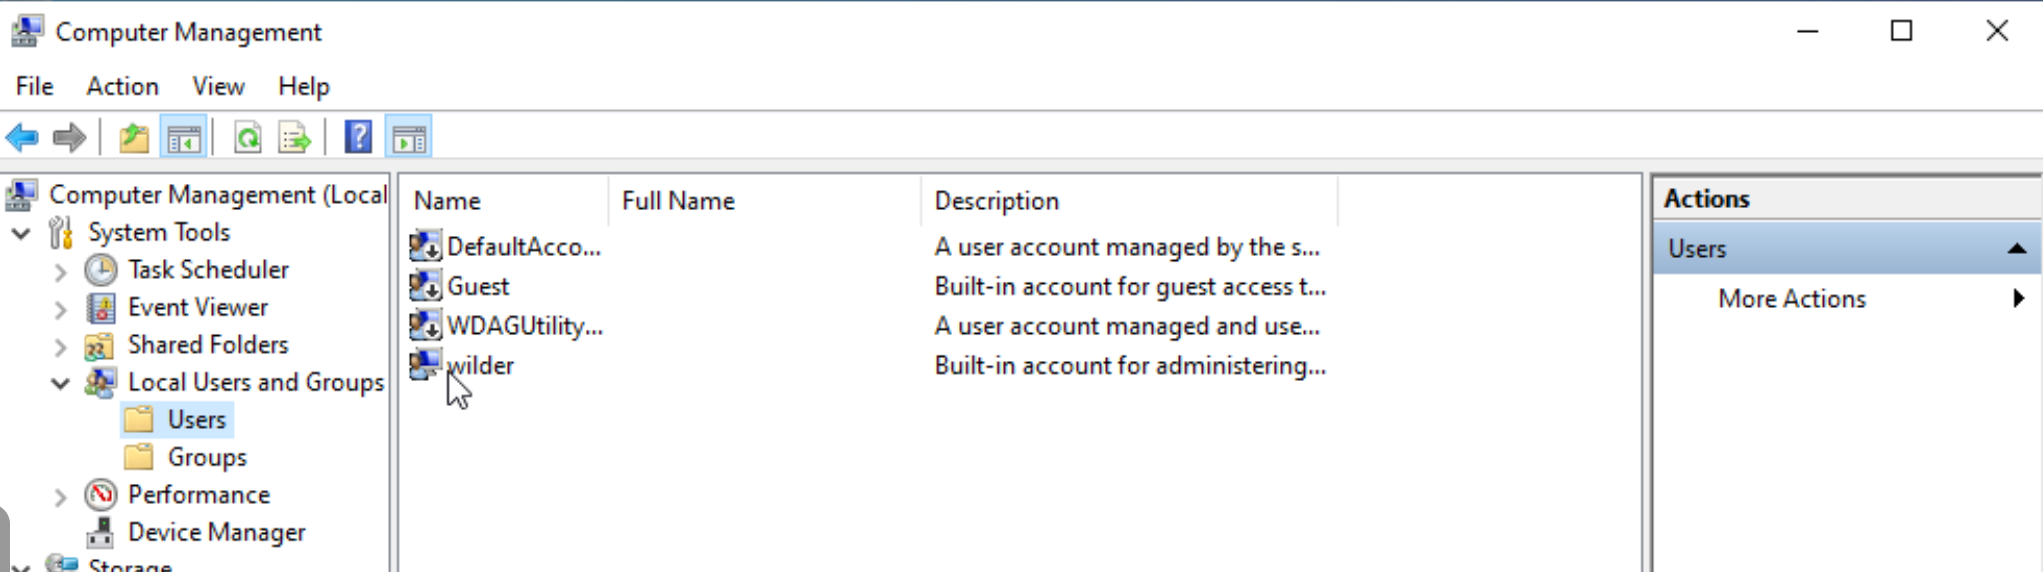 Computer Management
File Action View Help
Computer Management (Local
System Tools
Task Scheduler
Event Viewer
Shared Folders
Local Users and Groups
Users
Groups
Performance
Device Manager
Storage
Name Full Name Description
DefaultAcco... A user account managed by the s...
Guest Built-in account for guest access t...
WDAGUtility... A user account managed and use...
wilder Built-in account for administering...
Actions
Users
More Actions